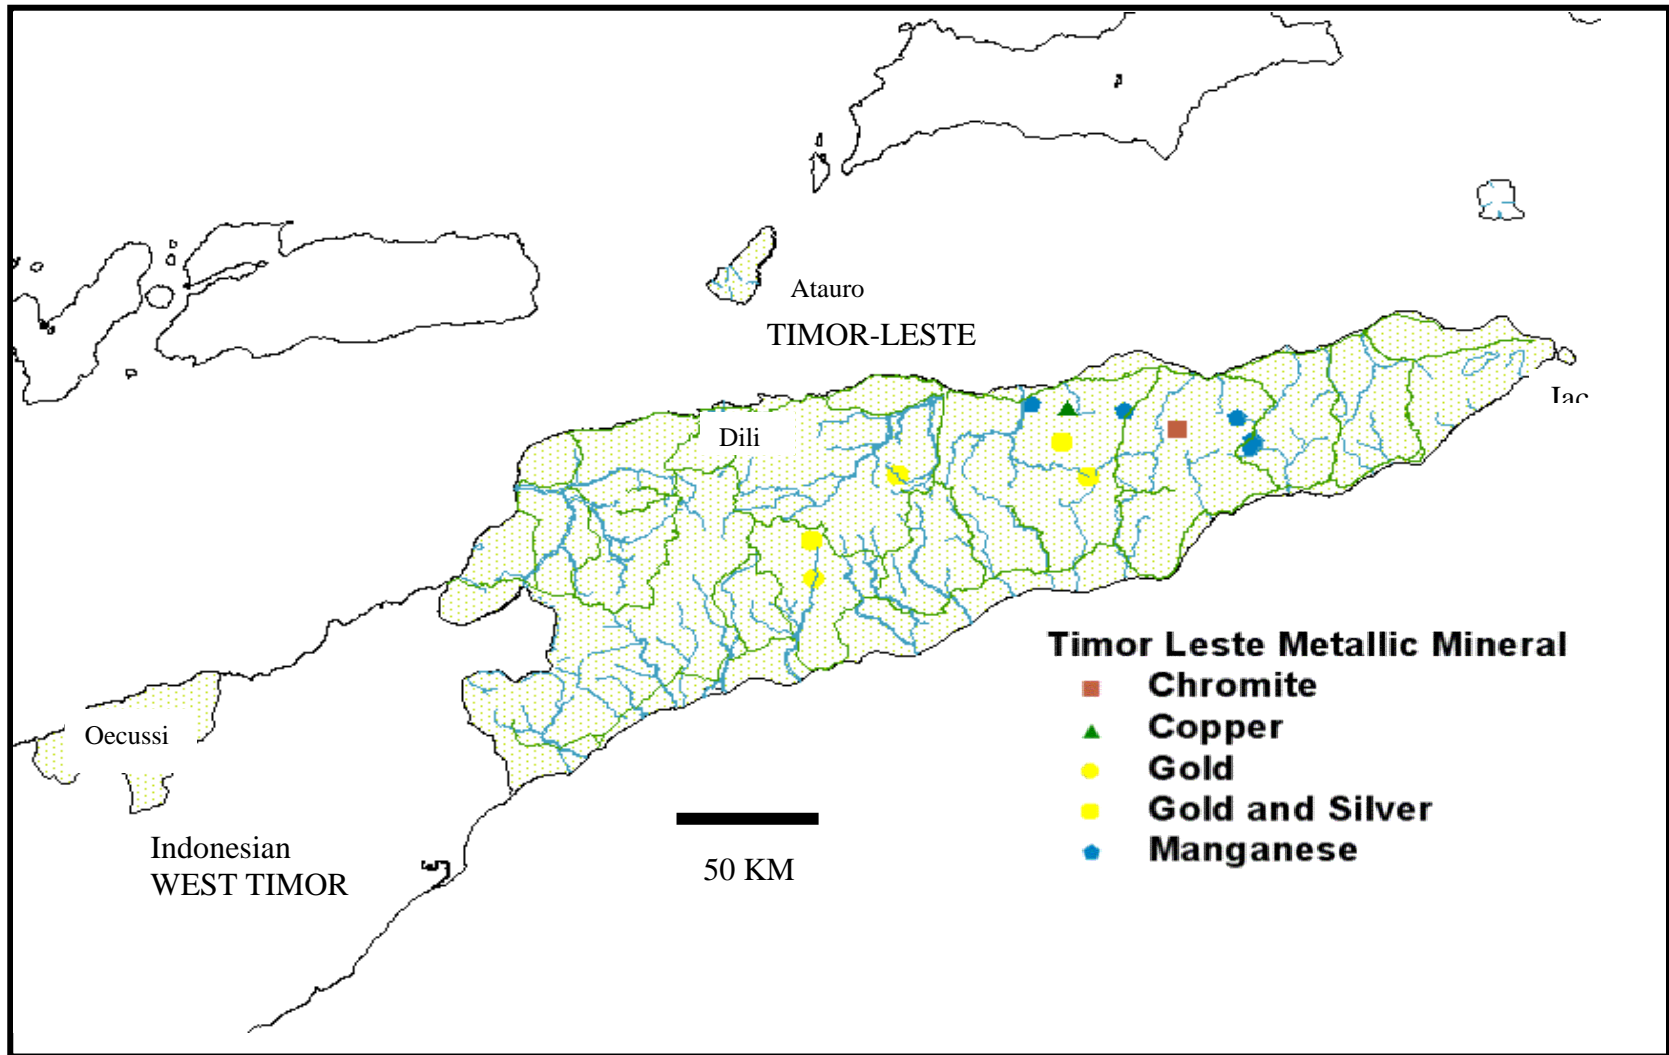 Atauro
TIMOR-LESTE
Iac
Dili
Timor Leste Metallic Mineral
Chromite
Copper
Gold
Gold and Silver
Manganese
Oecussi
Indonesian
WEST TIMOR
50 KM